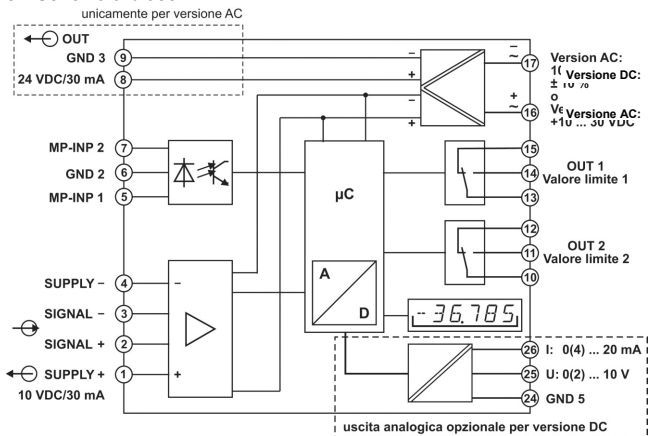 unicamente per versione AC
OUT
GND 3
9
24 VDC/30 mA
8
MP-INP 2
7
GND 2
6
MP-INP 1
5
SUPPLY –
4
SIGNAL –
3
SIGNAL +
2
SUPPLY +
1
10 VDC/30 mA
–
+
–
+
µC
A
D
–
+
- 36.785
–
~
17
+
~
16
Version AC:
Versione DC:
± 10 %
o
Versione AC:
+10 ... 30 VDC
15
14
13
OUT 1
Valore limite 1
12
11
10
OUT 2
Valore limite 2
26
I: 0(4) ... 20 mA
25
U: 0(2) ... 10 V
24
GND 5
uscita analogica opzionale per versione DC